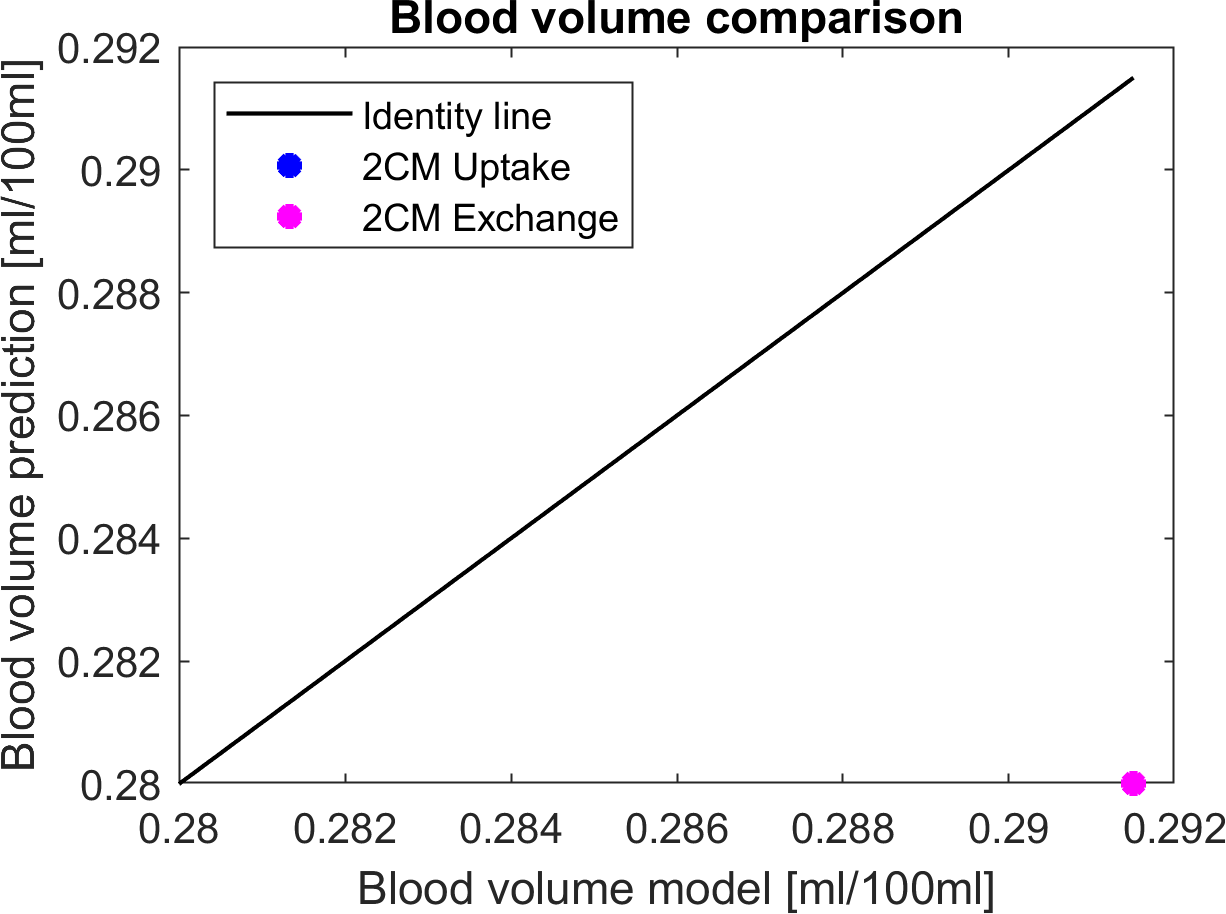 Blood volume comparison
0.292
0.29
0.288
0.286
0.284
0.282
0.28
Blood volume prediction [ml/100ml]
Identity line
2CM Uptake
2CM Exchange
0.28 0.282 0.284 0.286 0.288 0.29 0.292
Blood volume model [ml/100ml]